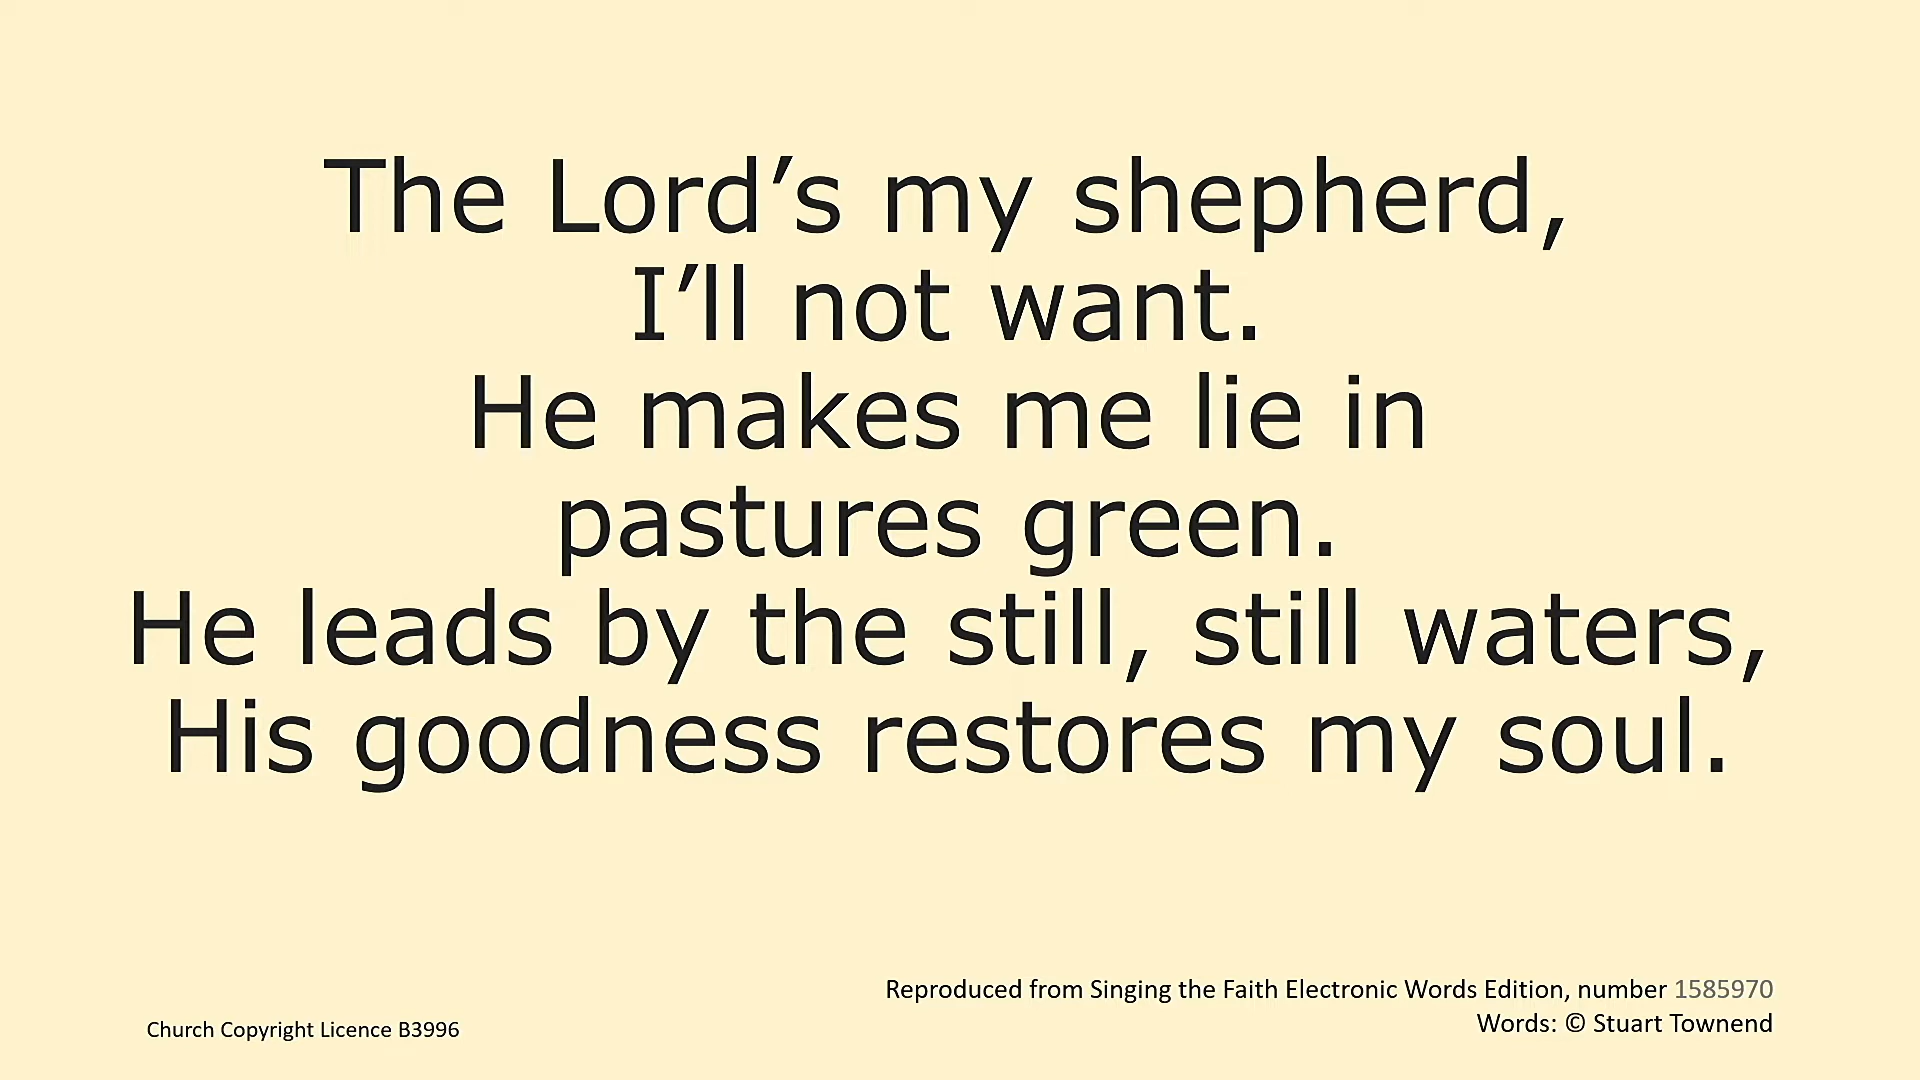 The Lord’s my shepherd,
I’ll not want.
He makes me lie in
pastures green.
He leads by the still, still waters,
His goodness restores my soul.
Reproduced from Singing the Faith Electronic Words Edition, number 1585970
Words: © Stuart Townend
Church Copyright Licence B3996